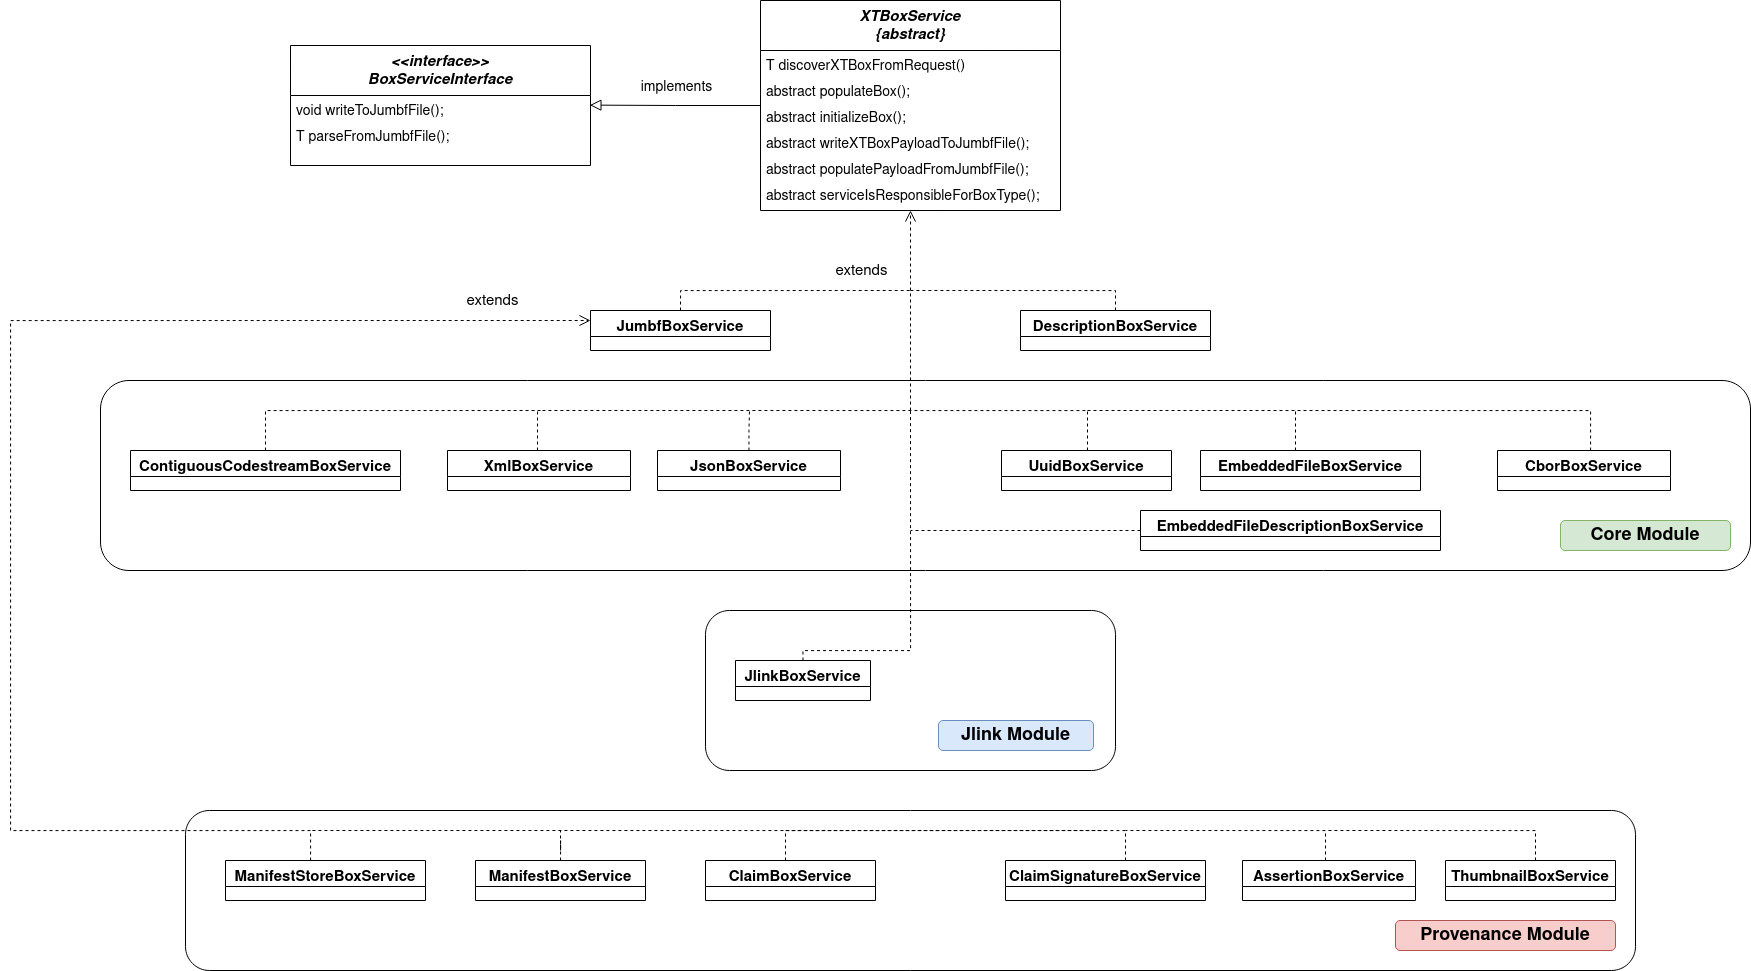 XTBoxService
{abstract}
T discoverXTBoxFromRequest()
abstract populateBox();
abstract initializeBox();
abstract writeXTBoxPayloadToJumbfFile();
abstract populatePayloadFromJumbfFile();
abstract serviceIsResponsibleForBoxType();
<<interface>>
BoxServiceInterface
void writeToJumbfFile();
T parseFromJumbfFile();
implements
extends
extends
JumbfBoxService
DescriptionBoxService
ContiguousCodestreamBoxService
XmlBoxService
JsonBoxService
UuidBoxService
EmbeddedFileBoxService
CborBoxService
EmbeddedFileDescriptionBoxService
Core Module
JlinkBoxService
Jlink Module
ManifestStoreBoxService
ManifestBoxService
ClaimBoxService
ClaimSignatureBoxService
AssertionBoxService
ThumbnailBoxService
Provenance Module